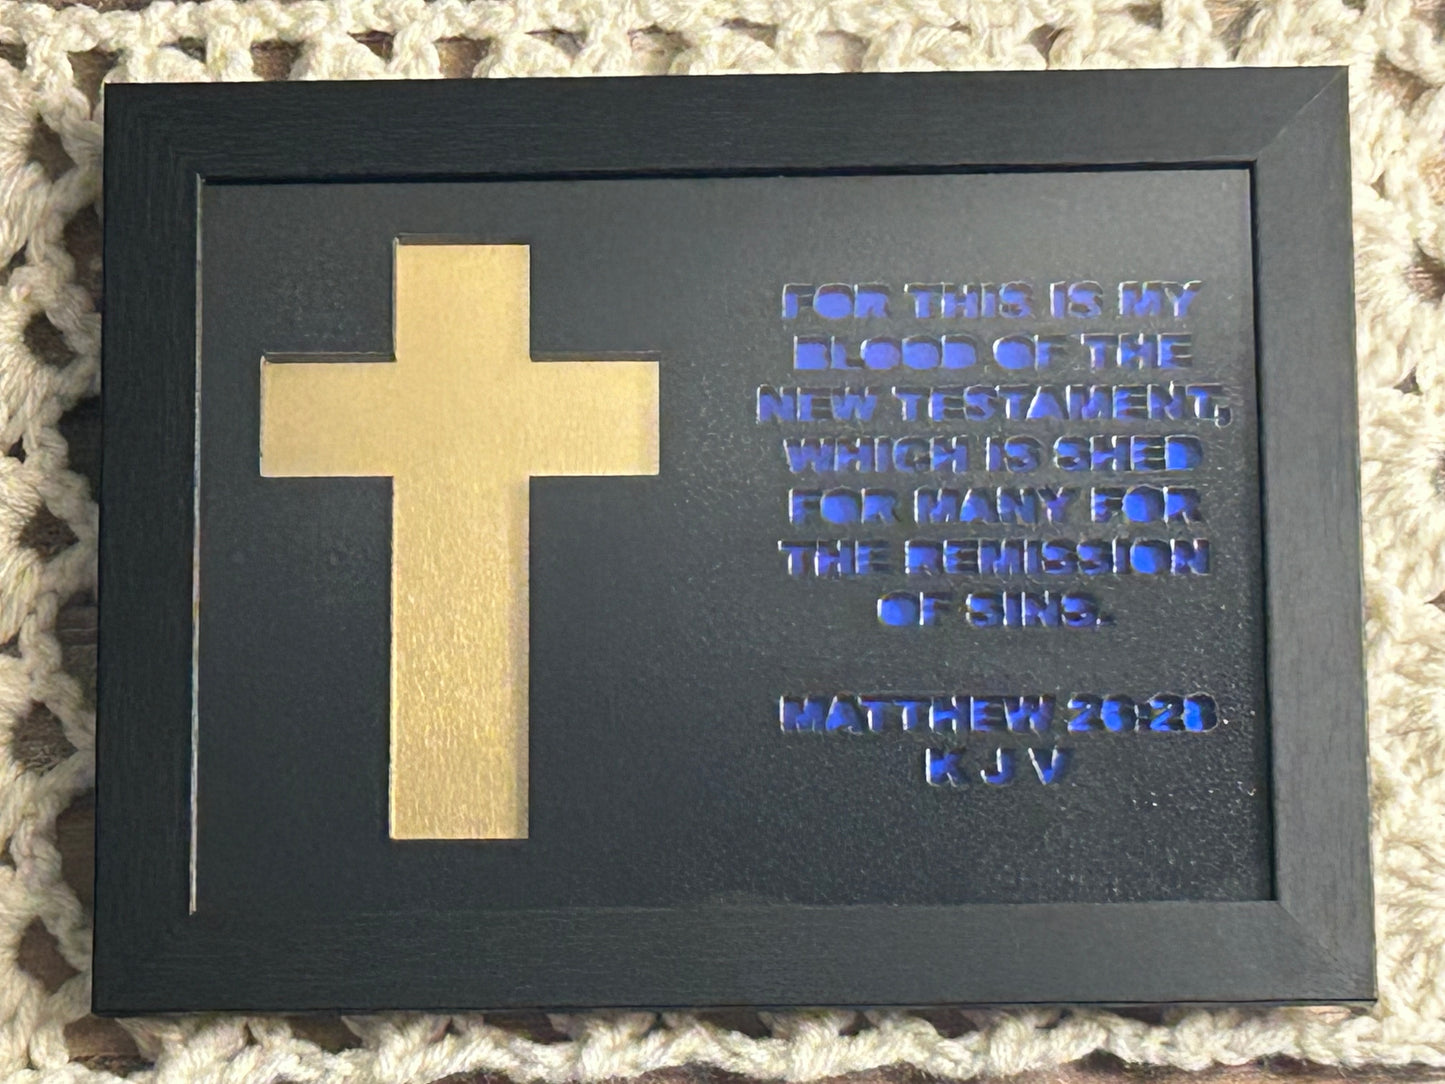 FOR THIS IS MY
BLOOD OF THE
NEW TESTAMENT,
WHICH IS SHED
FOR MANY FOR
THE REMISSION
OF SINS.
MATTHEW 26:28
K J V